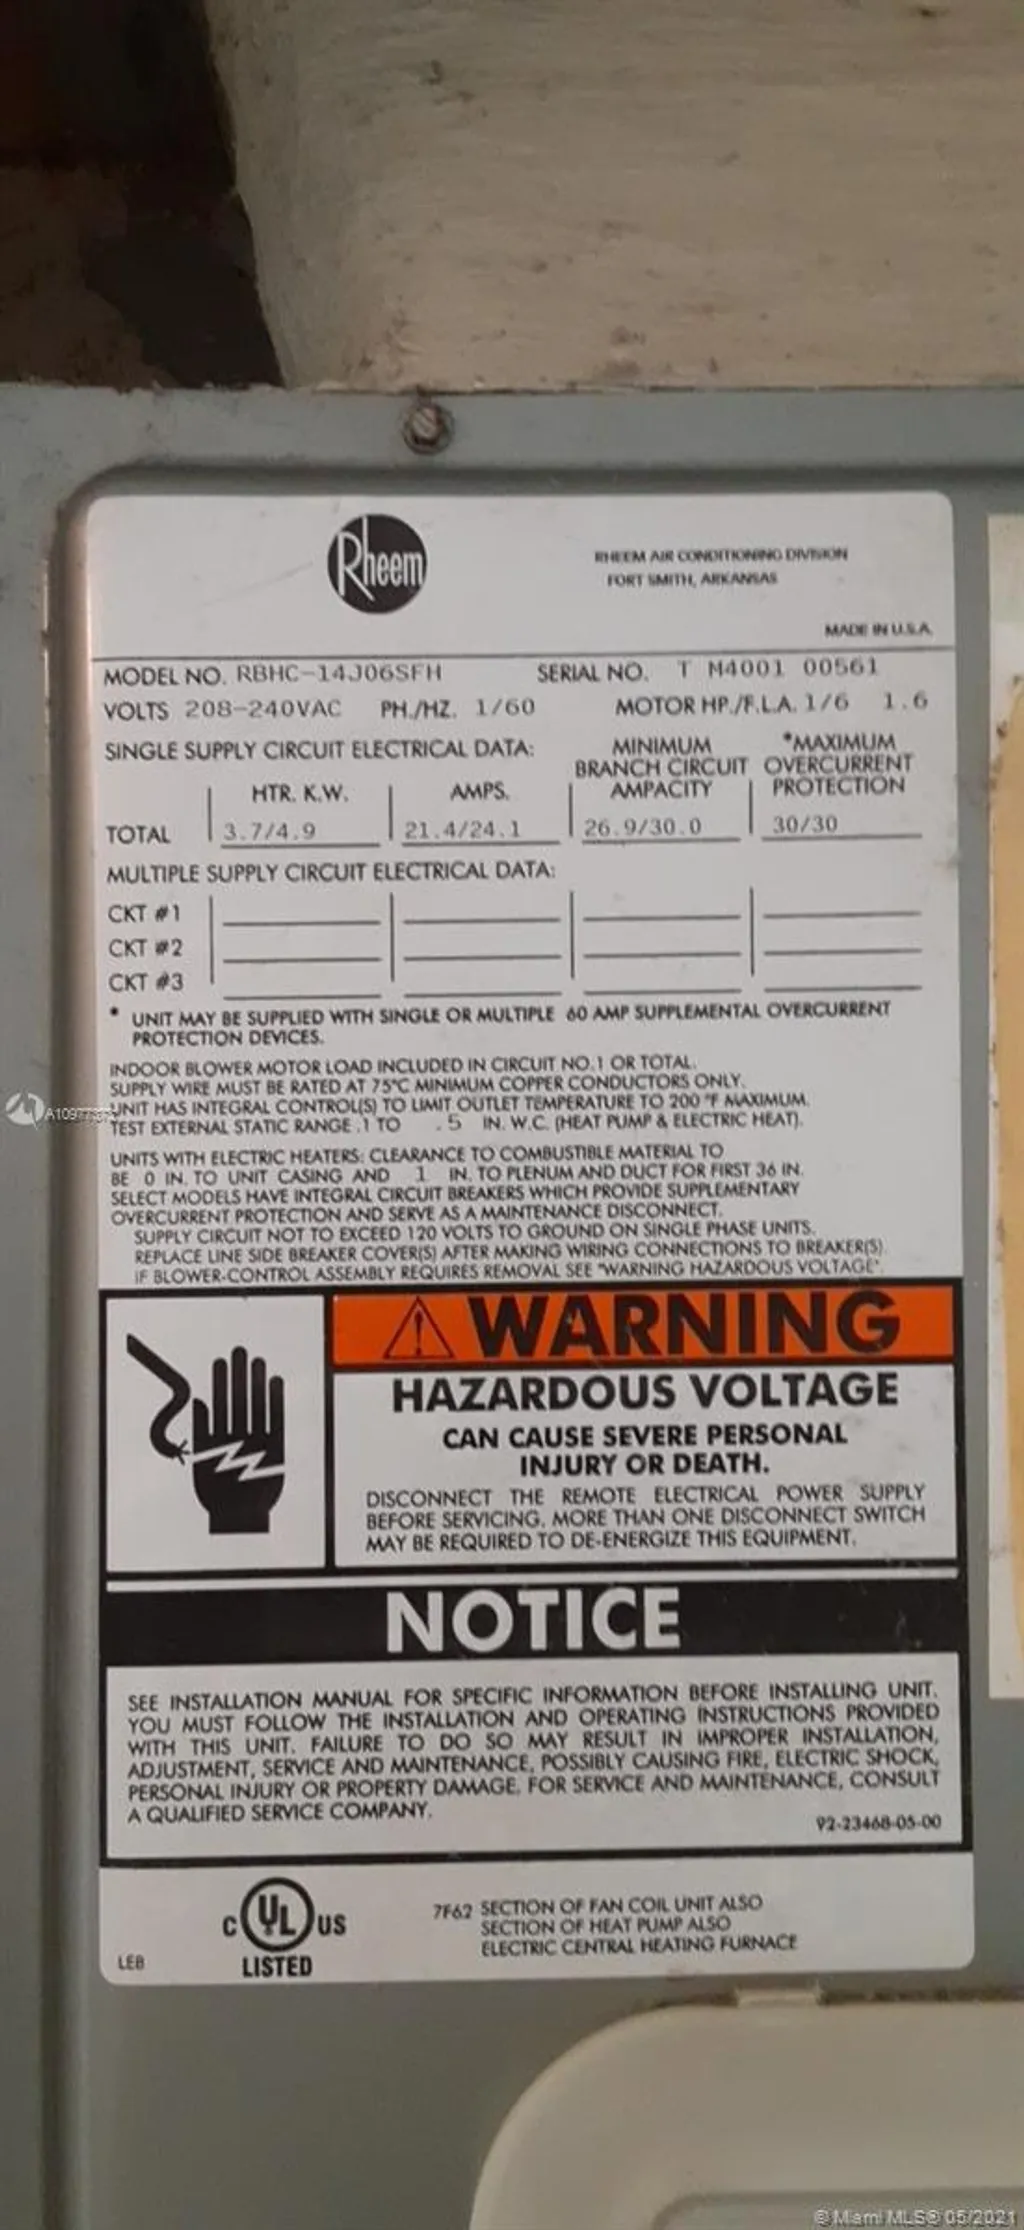 Rheem
RHEEM AIR CONDITIONING DIVISION
FORT SMITH, ARKANSAS
MADE IN U.S.A.
MODEL NO. RBHC-14J06SFH SERIAL NO. T M4001 00561
VOLTS 208-240VAC PH./HZ. 1/60 MOTOR HP./F.L.A. 1/6 1.6
SINGLE SUPPLY CIRCUIT ELECTRICAL DATA: MINIMUM *MAXIMUM
BRANCH CIRCUIT OVERCURRENT
HTR. K.W. AMPS. AMPACITY PROTECTION
TOTAL 3.7/4.9 21.4/24.1 26.9/30.0 30/30
MULTIPLE SUPPLY CIRCUIT ELECTRICAL DATA:
CKT #1
CKT #2
CKT #3
* UNIT MAY BE SUPPLIED WITH SINGLE OR MULTIPLE 60 AMP SUPPLEMENTAL OVERCURRENT
PROTECTION DEVICES.
INDOOR BLOWER MOTOR LOAD INCLUDED IN CIRCUIT NO.1 OR TOTAL.
SUPPLY WIRE MUST BE RATED AT 75°C MINIMUM COPPER CONDUCTORS ONLY.
UNIT HAS INTEGRAL CONTROL(S) TO LIMIT OUTLET TEMPERATURE TO 200 °F MAXIMUM.
TEST EXTERNAL STATIC RANGE .1 TO .5 IN. W.C. (HEAT PUMP & ELECTRIC HEAT).
UNITS WITH ELECTRIC HEATERS: CLEARANCE TO COMBUSTIBLE MATERIAL TO
BE 0 IN. TO UNIT CASING AND 1 IN. TO PLENUM AND DUCT FOR FIRST 36 IN.
SELECT MODELS HAVE INTEGRAL CIRCUIT BREAKERS WHICH PROVIDE SUPPLEMENTARY
OVERCURRENT PROTECTION AND SERVE AS A MAINTENANCE DISCONNECT.
SUPPLY CIRCUIT NOT TO EXCEED 120 VOLTS TO GROUND ON SINGLE PHASE UNITS.
REPLACE LINE SIDE BREAKER COVER(S) AFTER MAKING WIRING CONNECTIONS TO BREAKER(S).
IF BLOWER-CONTROL ASSEMBLY REQUIRES REMOVAL SEE "WARNING HAZARDOUS VOLTAGE".
WARNING
HAZARDOUS VOLTAGE
CAN CAUSE SEVERE PERSONAL
INJURY OR DEATH.
DISCONNECT THE REMOTE ELECTRICAL POWER SUPPLY
BEFORE SERVICING. MORE THAN ONE DISCONNECT SWITCH
MAY BE REQUIRED TO DE-ENERGIZE THIS EQUIPMENT.
NOTICE
SEE INSTALLATION MANUAL FOR SPECIFIC INFORMATION BEFORE INSTALLING UNIT.
YOU MUST FOLLOW THE INSTALLATION AND OPERATING INSTRUCTIONS PROVIDED
WITH THIS UNIT. FAILURE TO DO SO MAY RESULT IN IMPROPER INSTALLATION,
ADJUSTMENT, SERVICE AND MAINTENANCE, POSSIBLY CAUSING FIRE, ELECTRIC SHOCK,
PERSONAL INJURY OR PROPERTY DAMAGE. FOR SERVICE AND MAINTENANCE, CONSULT
A QUALIFIED SERVICE COMPANY.
92-23468-05-00
C UL US
LISTED
7F62 SECTION OF FAN COIL UNIT ALSO
SECTION OF HEAT PUMP ALSO
ELECTRIC CENTRAL HEATING FURNACE
LEB
© Miami MLS® 05/2021